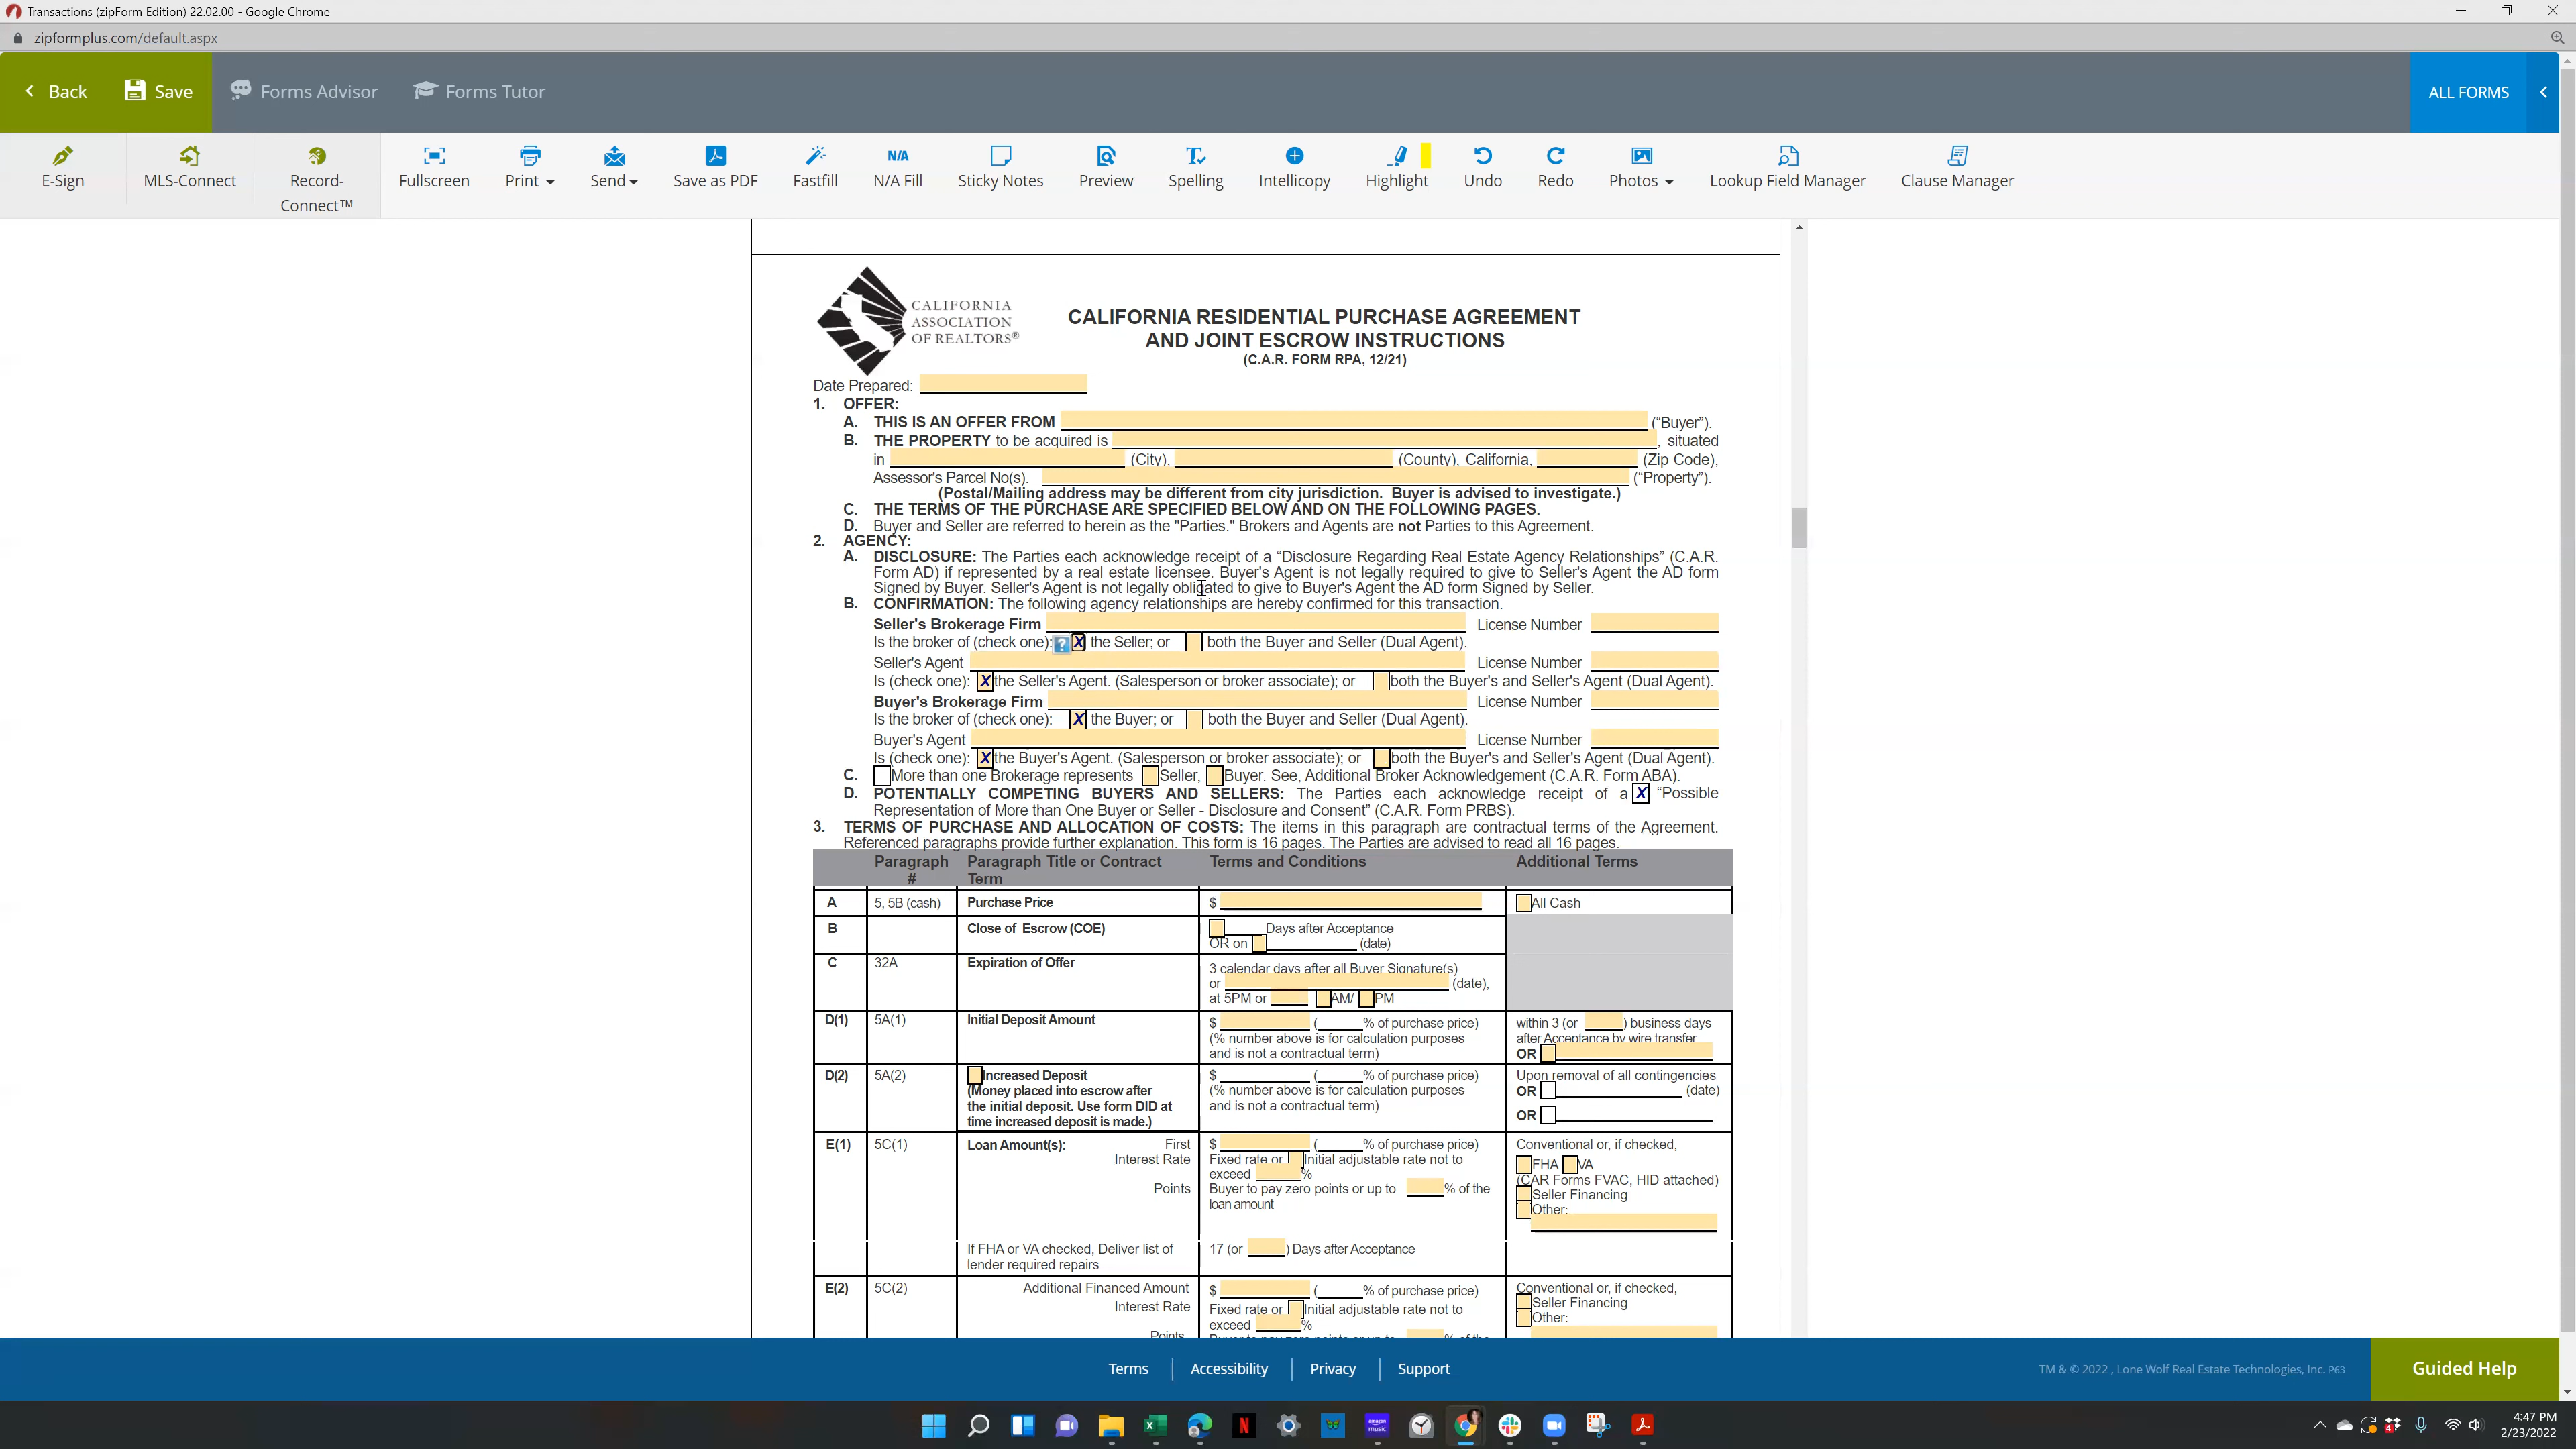 Transactions (zipForm Edition) 22.02.00 - Google Chrome
zipformplus.com/default.aspx
Back Save Forms Advisor Forms Tutor ALL FORMS
E-Sign MLS-Connect Record-Connect™ Fullscreen Print Send Save as PDF Fastfill N/A N/A Fill Sticky Notes Preview Spelling Intellicopy Highlight Undo Redo Photos Lookup Field Manager Clause Manager
CALIFORNIA
ASSOCIATION
OF REALTORS®
CALIFORNIA RESIDENTIAL PURCHASE AGREEMENT
AND JOINT ESCROW INSTRUCTIONS
(C.A.R. FORM RPA, 12/21)
Date Prepared:
1. OFFER:
A. THIS IS AN OFFER FROM ("Buyer").
B. THE PROPERTY to be acquired is , situated
in (City), (County), California, (Zip Code),
Assessor's Parcel No(s). ("Property").
(Postal/Mailing address may be different from city jurisdiction. Buyer is advised to investigate.)
C. THE TERMS OF THE PURCHASE ARE SPECIFIED BELOW AND ON THE FOLLOWING PAGES.
D. Buyer and Seller are referred to herein as the "Parties." Brokers and Agents are not Parties to this Agreement.
2. AGENCY:
A. DISCLOSURE: The Parties each acknowledge receipt of a “Disclosure Regarding Real Estate Agency Relationships” (C.A.R.
Form AD) if represented by a real estate licensee. Buyer's Agent is not legally required to give to Seller's Agent the AD form
Signed by Buyer. Seller's Agent is not legally obligated to give to Buyer's Agent the AD form Signed by Seller.
B. CONFIRMATION: The following agency relationships are hereby confirmed for this transaction.
Seller's Brokerage Firm License Number
Is the broker of (check one): ? X the Seller; or both the Buyer and Seller (Dual Agent).
Seller's Agent License Number
Is (check one): X the Seller's Agent. (Salesperson or broker associate); or both the Buyer's and Seller's Agent (Dual Agent).
Buyer's Brokerage Firm License Number
Is the broker of (check one): X the Buyer; or both the Buyer and Seller (Dual Agent).
Buyer's Agent License Number
Is (check one): X the Buyer's Agent. (Salesperson or broker associate); or both the Buyer's and Seller's Agent (Dual Agent).
C. More than one Brokerage represents Seller, Buyer. See, Additional Broker Acknowledgement (C.A.R. Form ABA).
D. POTENTIALLY COMPETING BUYERS AND SELLERS: The Parties each acknowledge receipt of a X “Possible
Representation of More than One Buyer or Seller - Disclosure and Consent” (C.A.R. Form PRBS).
3. TERMS OF PURCHASE AND ALLOCATION OF COSTS: The items in this paragraph are contractual terms of the Agreement.
Referenced paragraphs provide further explanation. This form is 16 pages. The Parties are advised to read all 16 pages.
Paragraph # Paragraph Title or Contract Term Terms and Conditions Additional Terms
A 5, 5B (cash) Purchase Price $ All Cash
B Close of Escrow (COE) Days after Acceptance
OR on (date)
C 32A Expiration of Offer 3 calendar days after all Buyer Signature(s)
or (date),
at 5PM or AM/ PM
D(1) 5A(1) Initial Deposit Amount $ ( % of purchase price) within 3 (or ) business days
(% number above is for calculation purposes after Acceptance by wire transfer
and is not a contractual term) OR
D(2) 5A(2) Increased Deposit $ ( % of purchase price) Upon removal of all contingencies
(Money placed into escrow after (% number above is for calculation purposes OR (date)
the initial deposit. Use form DID at and is not a contractual term) OR
time increased deposit is made.)
E(1) 5C(1) Loan Amount(s): First $ ( % of purchase price) Conventional or, if checked,
Interest Rate Fixed rate or Initial adjustable rate not to FHA VA
exceed % (CAR Forms FVAC, HID attached)
Points Buyer to pay zero points or up to % of the Seller Financing
loan amount Other:
If FHA or VA checked, Deliver list of 17 (or ) Days after Acceptance
lender required repairs
E(2) 5C(2) Additional Financed Amount $ ( % of purchase price) Conventional or, if checked,
Interest Rate Fixed rate or Initial adjustable rate not to Seller Financing
exceed % Other:
Points
Terms Accessibility Privacy Support TM & © 2022 , Lone Wolf Real Estate Technologies, Inc. P63 Guided Help
4:47 PM
2/23/2022